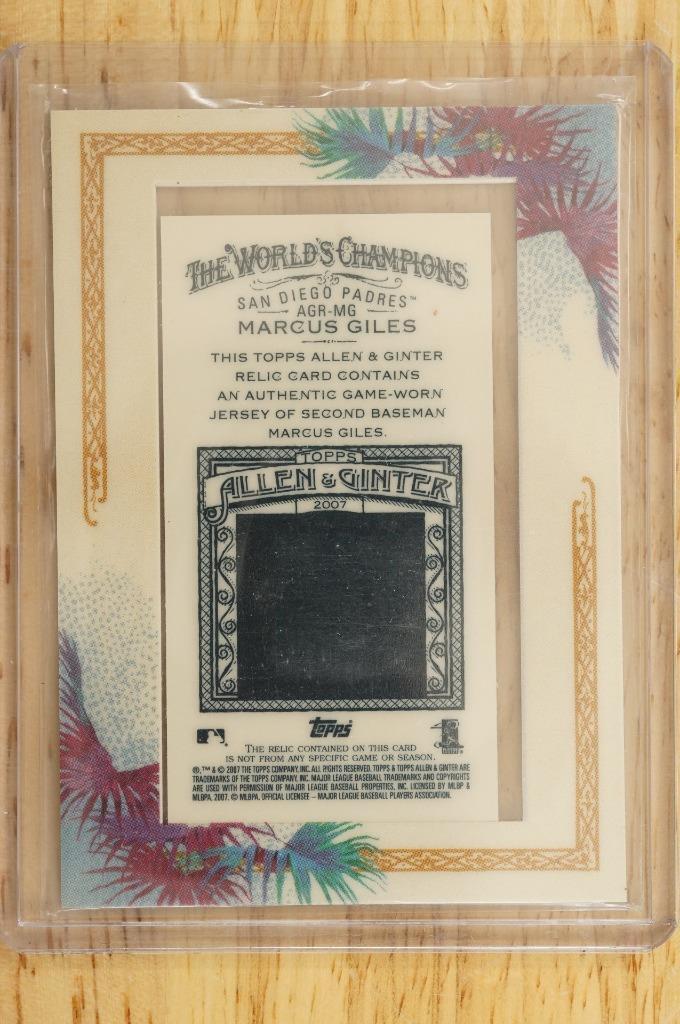 THE WORLD'S CHAMPIONS
SAN DIEGO PADRES™
AGR-MG
MARCUS GILES
THIS TOPPS ALLEN & GINTER
RELIC CARD CONTAINS
AN AUTHENTIC GAME-WORN
JERSEY OF SECOND BASEMAN
MARCUS GILES.
TOPPS
ALLEN & GINTER
2007
Topps
THE RELIC CONTAINED ON THIS CARD
IS NOT FROM ANY SPECIFIC GAME OR SEASON.
®,™ & © 2007 THE TOPPS COMPANY, INC. ALL RIGHTS RESERVED. TOPPS & TOPPS ALLEN & GINTER ARE
TRADEMARKS OF THE TOPPS COMPANY, INC. MAJOR LEAGUE BASEBALL TRADEMARKS AND COPYRIGHTS
ARE USED WITH PERMISSION OF MAJOR LEAGUE BASEBALL PROPERTIES, INC. LICENSED BY MLBP &
MLBPA, 2007. © MLBPA. OFFICIAL LICENSEE – MAJOR LEAGUE BASEBALL PLAYERS ASSOCIATION.